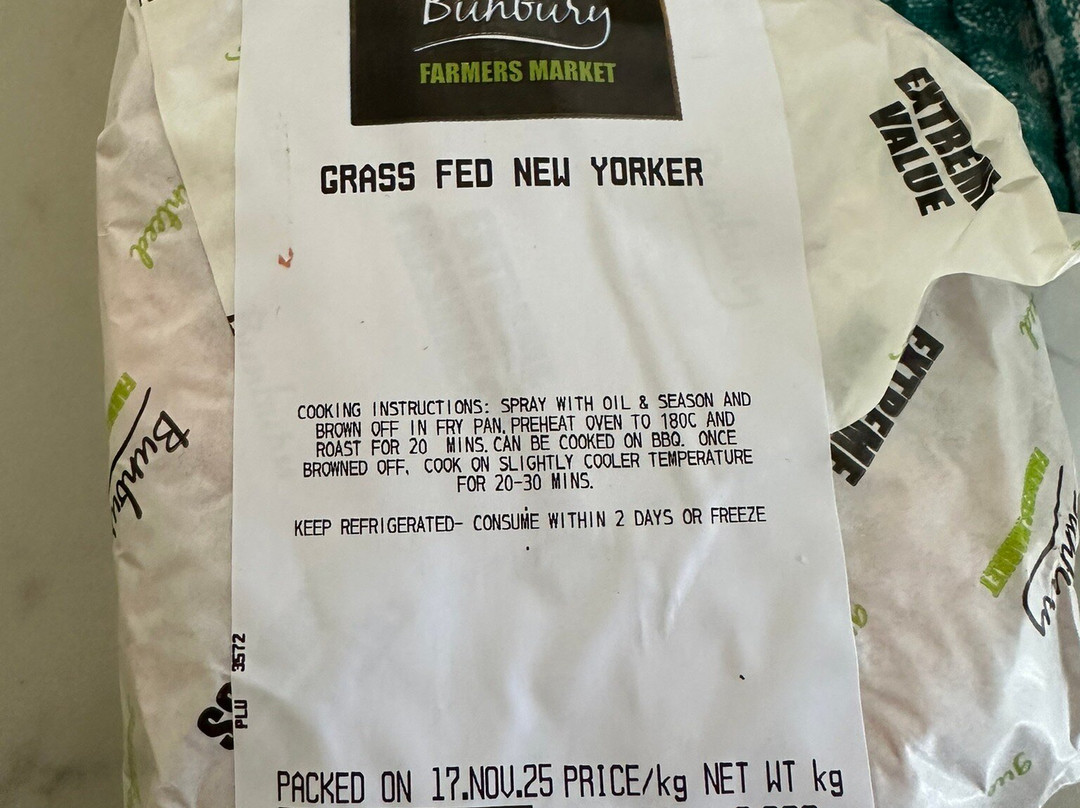 Bunbury
FARMERS MARKET
GRASS FED NEW YORKER
COOKING INSTRUCTIONS: SPRAY WITH OIL & SEASON AND
BROWN OFF IN FRY PAN. PREHEAT OVEN TO 180C AND
ROAST FOR 20 MINS. CAN BE COOKED ON BBQ. ONCE
BROWNED OFF, COOK ON SLIGHTLY COOLER TEMPERATURE
FOR 20-30 MINS.
KEEP REFRIGERATED- CONSUME WITHIN 2 DAYS OR FREEZE
PLU 3572
PACKED ON 17.NOV.25 PRICE/kg NET WT kg
EXTREM
VALUE
EXTREME
Bunbu
nteed